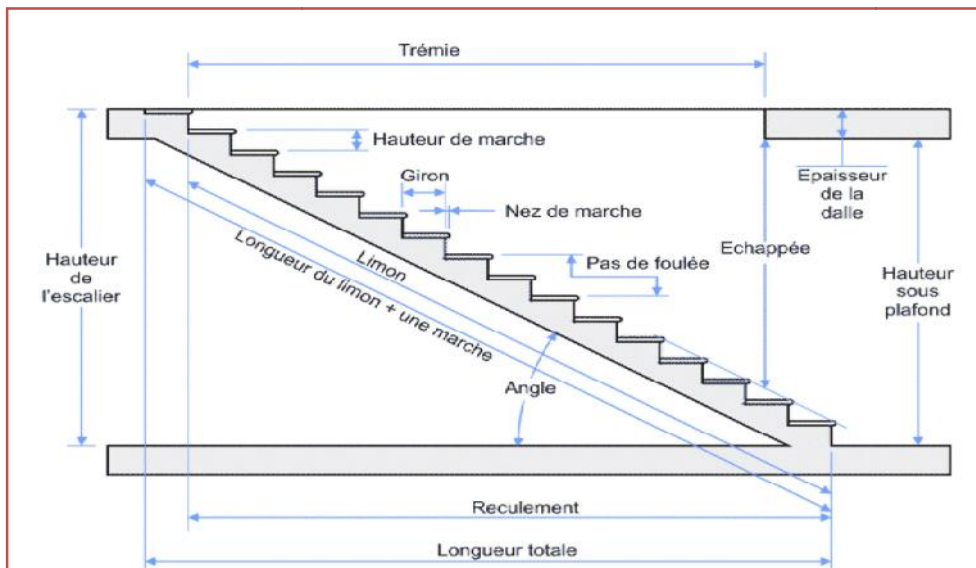 Trémie
Hauteur de marche
Giron
Nez de marche
Epaisseur
de la
dalle
Pas de foulée
Echappée
Hauteur
de
l'escalier
Limon
Longueur du limon + une marche
Hauteur
sous
plafond
Angle
Reculement
Longueur totale